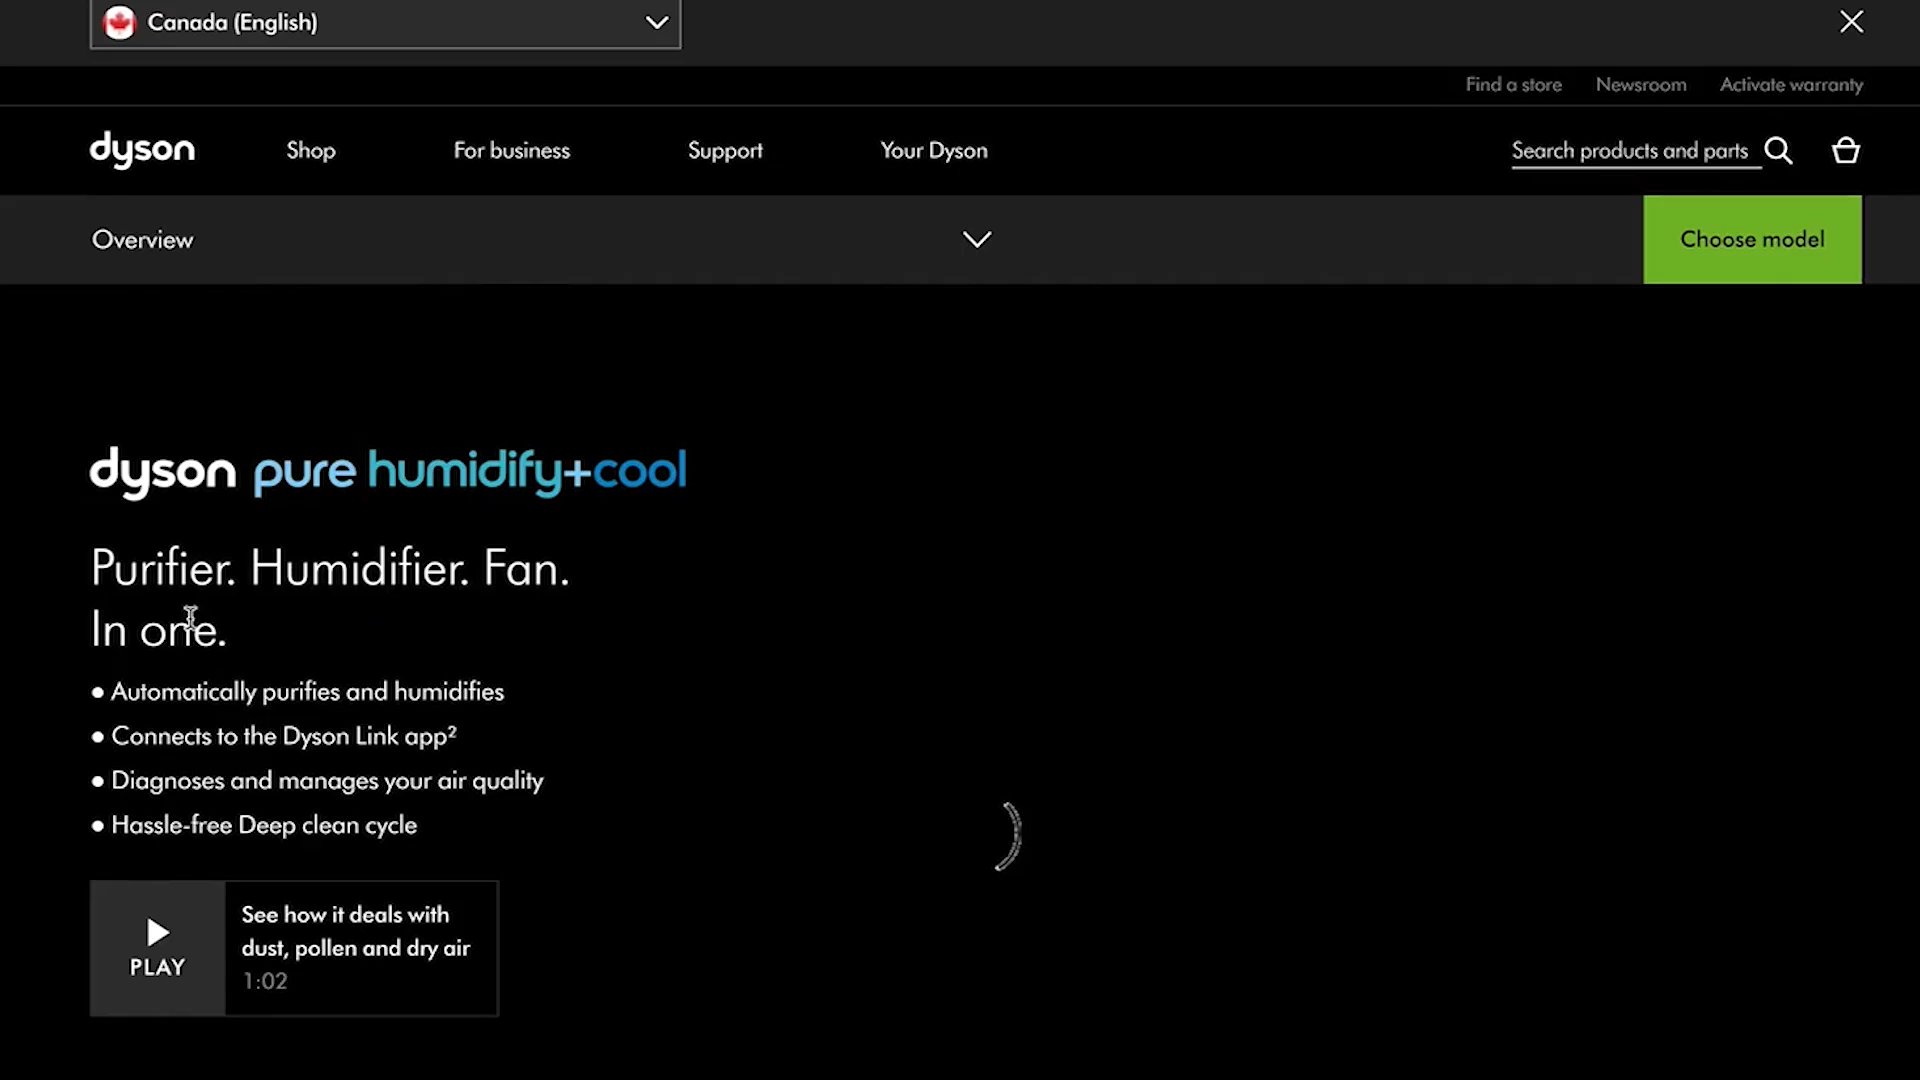 Canada (English)
Find a store Newsroom Activate warranty
dyson Shop For business Support Your Dyson Search products and parts
Overview Choose model
dyson pure humidify+cool
Purifier. Humidifier. Fan.
In one.
● Automatically purifies and humidifies
● Connects to the Dyson Link app²
● Diagnoses and manages your air quality
● Hassle-free Deep clean cycle
PLAY
See how it deals with
dust, pollen and dry air
1:02